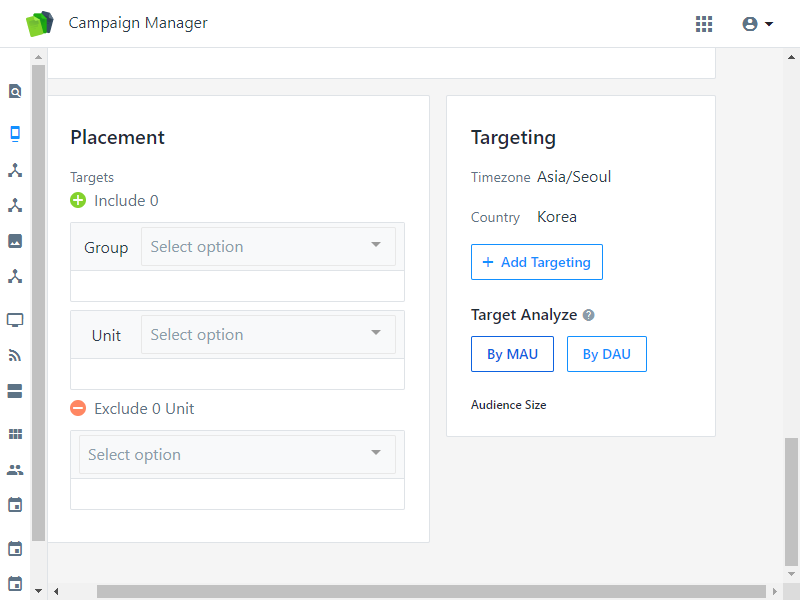 Campaign Manager
Placement
Targets
Include 0
Group
Select option
Unit
Select option
Exclude 0 Unit
Select option
Targeting
Timezone Asia/Seoul
Country Korea
+ Add Targeting
Target Analyze ?
By MAU
By DAU
Audience Size